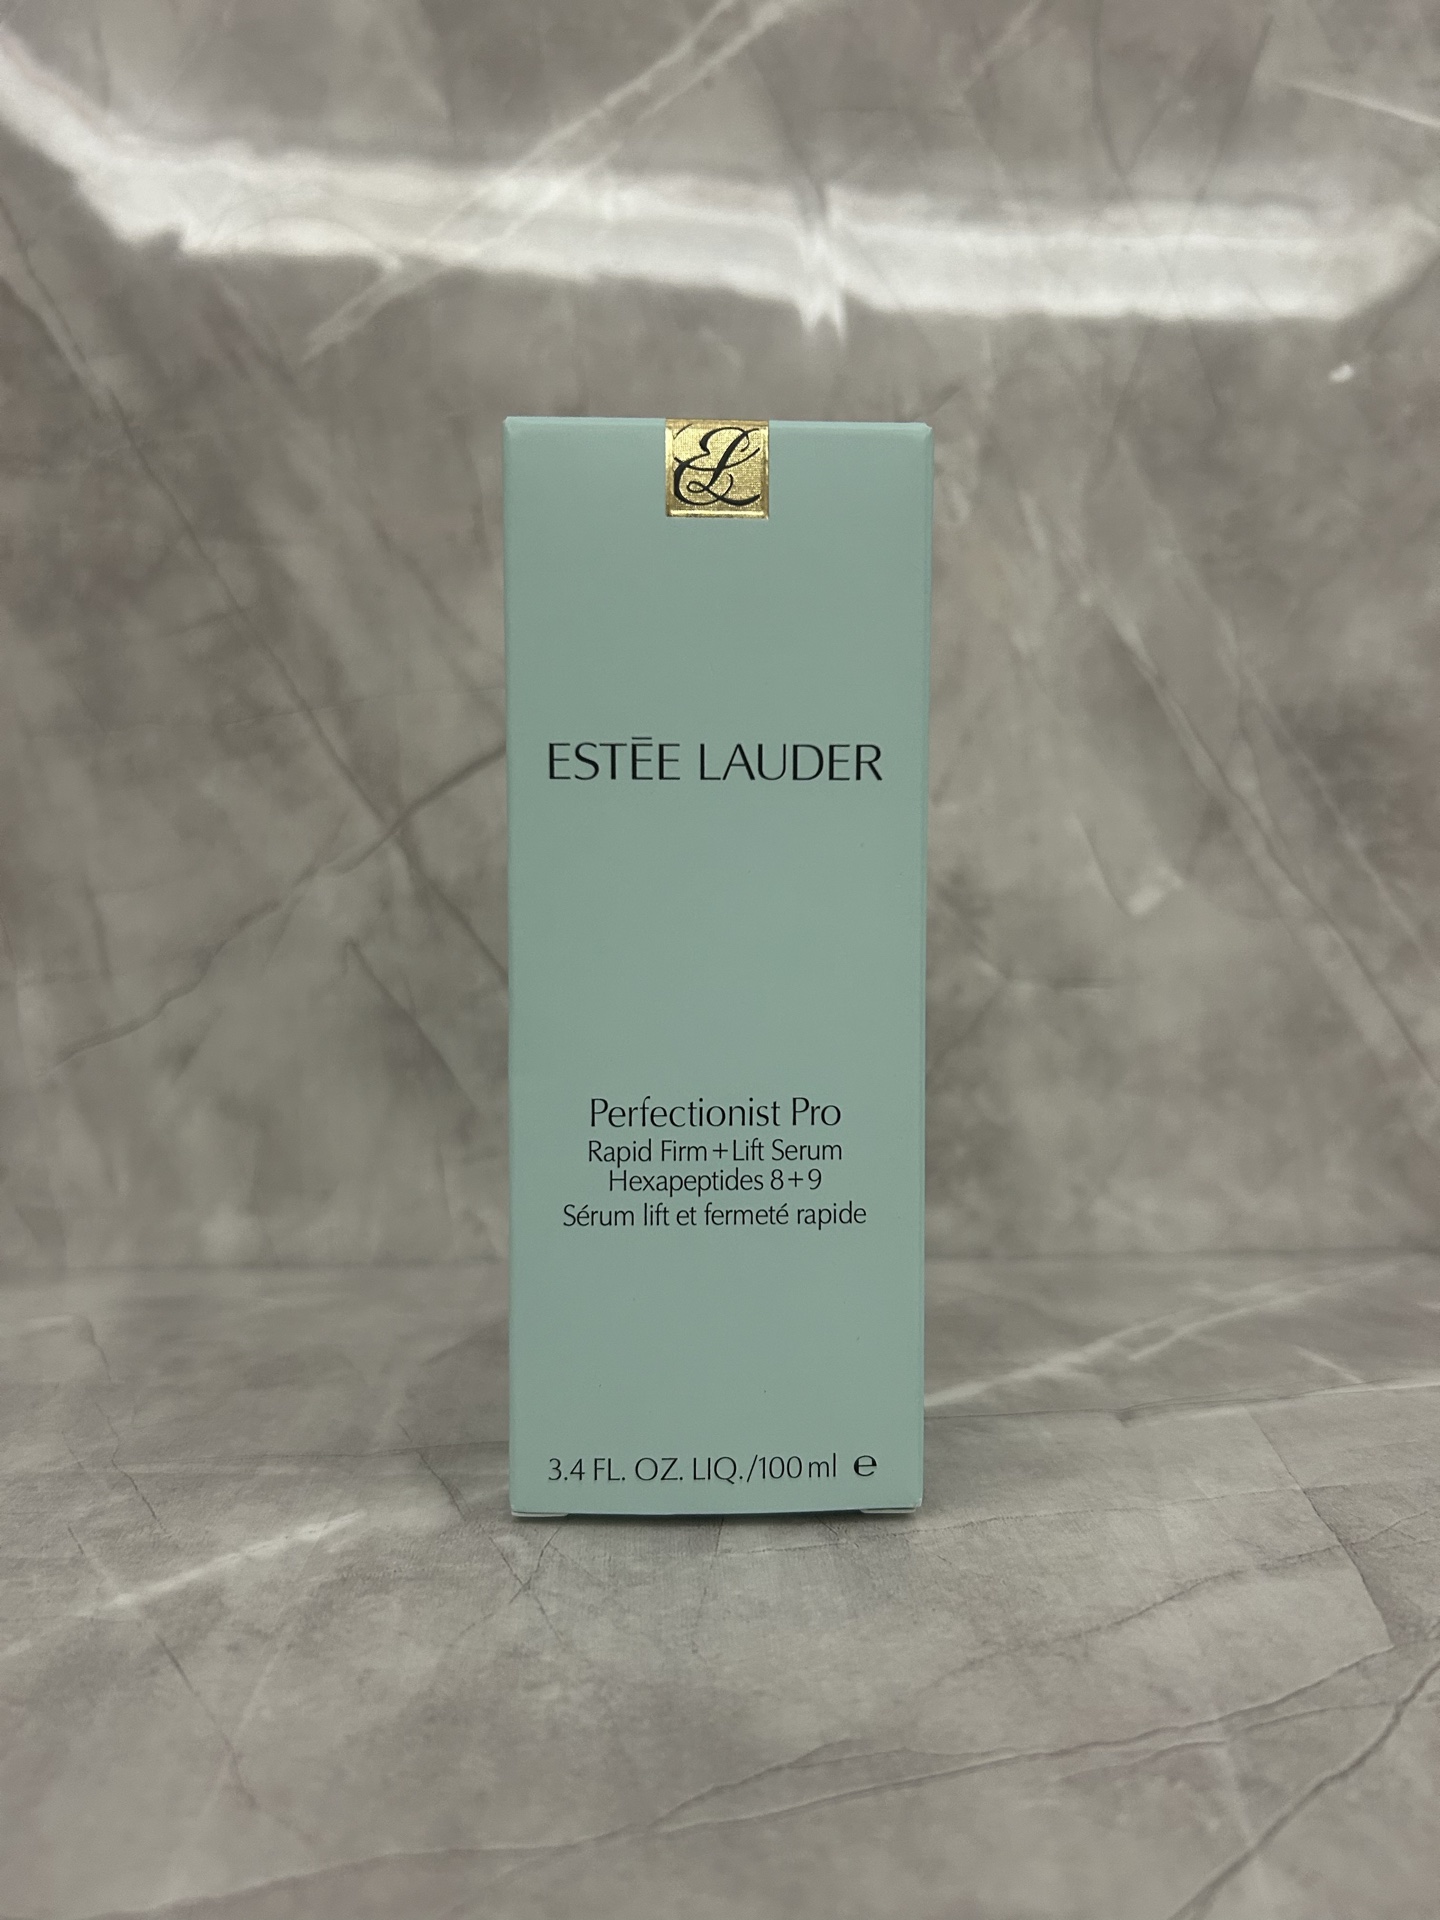 EL
ESTĒE LAUDER
Perfectionist Pro
Rapid Firm+Lift Serum
Hexapeptides 8+9
Sérum lift et fermeté rapide
3.4 FL. OZ. LIQ./100 ml ℮